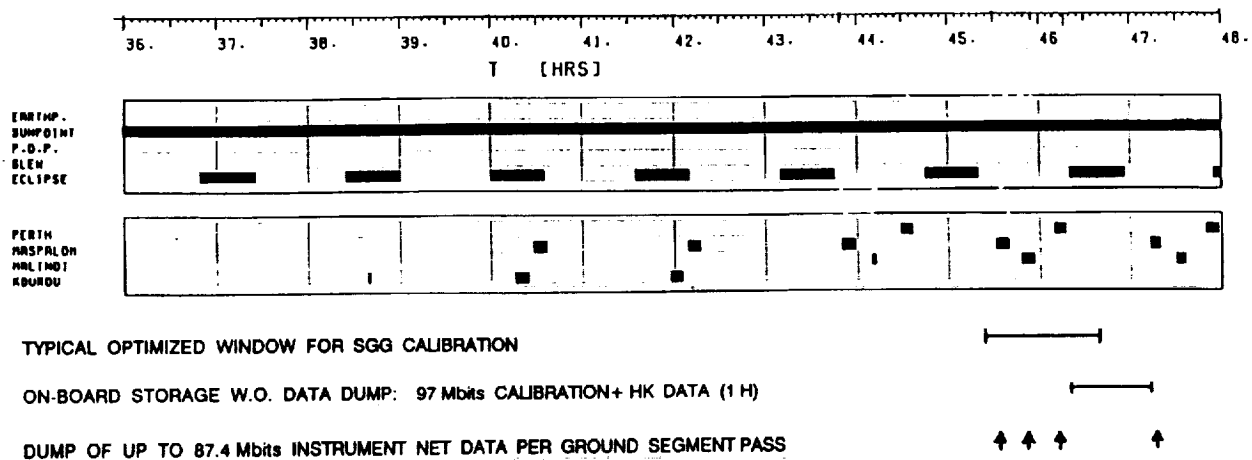 36. 37. 38. 39. 40. 41. 42. 43. 44. 45. 46 47. 48.
T [HRS]
EARTHP.
SUNPOINT
P.D.P.
SLEW
ECLIPSE
PERTH
MASPALOM
MALINDI
KOUROU
TYPICAL OPTIMIZED WINDOW FOR SGG CALIBRATION
ON-BOARD STORAGE W.O. DATA DUMP: 97 Mbits CALIBRATION+ HK DATA (1 H)
DUMP OF UP TO 87.4 Mbits INSTRUMENT NET DATA PER GROUND SEGMENT PASS